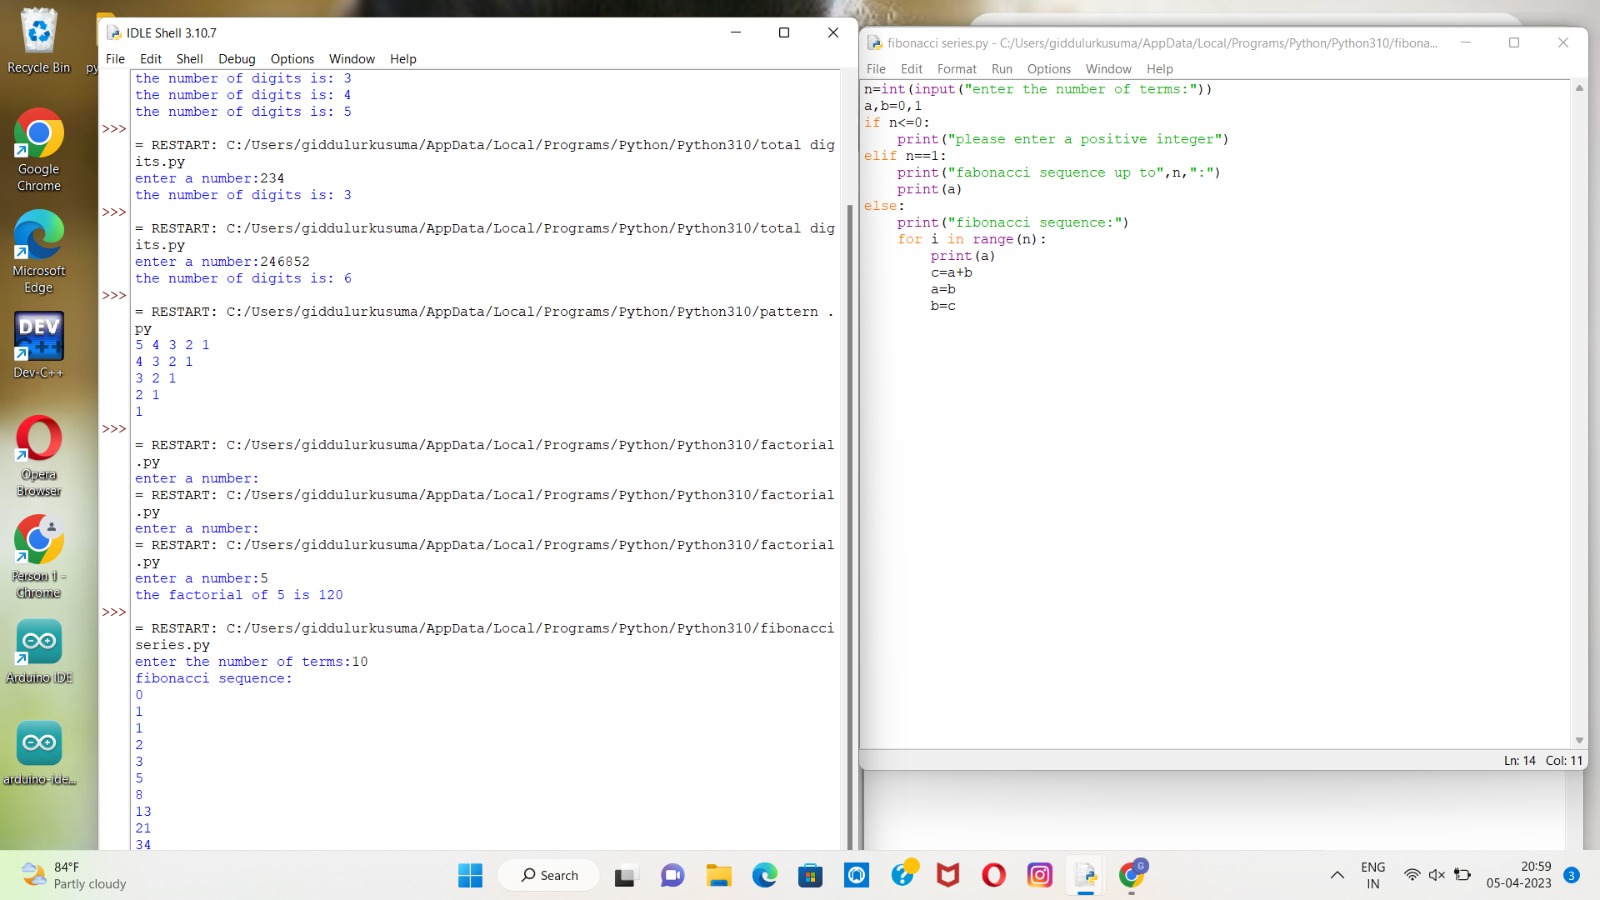 Recycle Bin
py
Google
Chrome
Microsoft
Edge
DEV
C++
Dev-C++
Opera
Browser
Person 1 -
Chrome
Arduino IDE
arduino-ide...
IDLE Shell 3.10.7
File Edit Shell Debug Options Window Help
the number of digits is: 3
the number of digits is: 4
the number of digits is: 5
>>>
= RESTART: C:/Users/giddulurkusuma/AppData/Local/Programs/Python/Python310/total dig
its.py
enter a number:234
the number of digits is: 3
>>>
= RESTART: C:/Users/giddulurkusuma/AppData/Local/Programs/Python/Python310/total dig
its.py
enter a number:246852
the number of digits is: 6
>>>
= RESTART: C:/Users/giddulurkusuma/AppData/Local/Programs/Python/Python310/pattern .
py
5 4 3 2 1
4 3 2 1
3 2 1
2 1
1
>>>
= RESTART: C:/Users/giddulurkusuma/AppData/Local/Programs/Python/Python310/factorial
.py
enter a number:
= RESTART: C:/Users/giddulurkusuma/AppData/Local/Programs/Python/Python310/factorial
.py
enter a number:
= RESTART: C:/Users/giddulurkusuma/AppData/Local/Programs/Python/Python310/factorial
.py
enter a number:5
the factorial of 5 is 120
>>>
= RESTART: C:/Users/giddulurkusuma/AppData/Local/Programs/Python/Python310/fibonacci
series.py
enter the number of terms:10
fibonacci sequence:
0
1
1
2
3
5
8
13
21
34
fibonacci series.py - C:/Users/giddulurkusuma/AppData/Local/Programs/Python/Python310/fibona...
File Edit Format Run Options Window Help
n=int(input("enter the number of terms:"))
a,b=0,1
if n<=0:
    print("please enter a positive integer")
elif n==1:
    print("fabonacci sequence up to",n,":")
    print(a)
else:
    print("fibonacci sequence:")
    for i in range(n):
        print(a)
        c=a+b
        a=b
        b=c
Ln: 14 Col: 11
84°F
Partly cloudy
Search
G
ENG
IN
20:59
05-04-2023
3